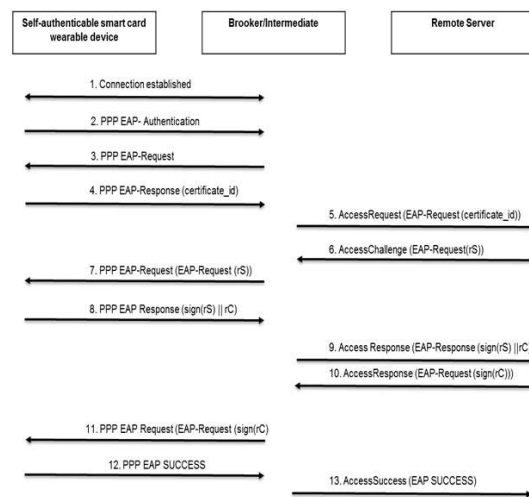 Self-authenticable smart card
wearable device
Brooker/Intermediate
Remote Server
1. Connection established
2. PPP EAP- Authentication
3. PPP EAP-Request
4. PPP EAP-Response (certificate_id)
5. AccessRequest (EAP-Request (certificate_id))
6. AccessChallenge (EAP-Request(rS))
7. PPP EAP-Request (EAP-Request (rS))
8. PPP EAP Response (sign(rS) || rC)
9. Access Response (EAP-Response (sign(rS) ||rC)
10. AccessResponse (EAP-Request (sign(rC)))
11. PPP EAP Request (EAP-Request (sign(rC)
12. PPP EAP SUCCESS
13. AccessSuccess (EAP SUCCESS)